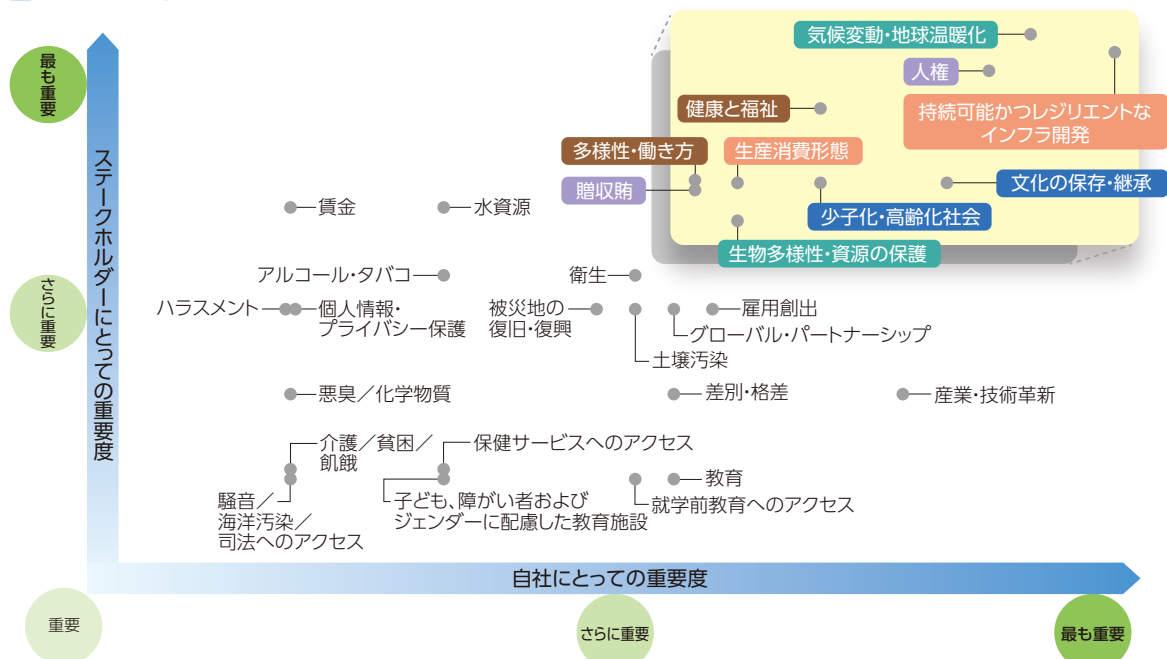 最も重要
さらに重要
重要
ステークホルダーにとっての重要度
気候変動・地球温暖化
人権
健康と福祉
持続可能かつレジリエントな
インフラ開発
多様性・働き方
生産消費形態
贈収賄
文化の保存・継承
少子化・高齢化社会
生物多様性・資源の保護
賃金
水資源
アルコール・タバコ
衛生
ハラスメント
個人情報・
プライバシー保護
被災地の
復旧・復興
雇用創出
グローバル・パートナーシップ
土壌汚染
悪臭／化学物質
差別・格差
産業・技術革新
介護／貧困／
飢餓
保健サービスへのアクセス
騒音／
海洋汚染／
司法へのアクセス
子ども、障がい者および
ジェンダーに配慮した教育施設
教育
就学前教育へのアクセス
自社にとっての重要度
さらに重要
最も重要